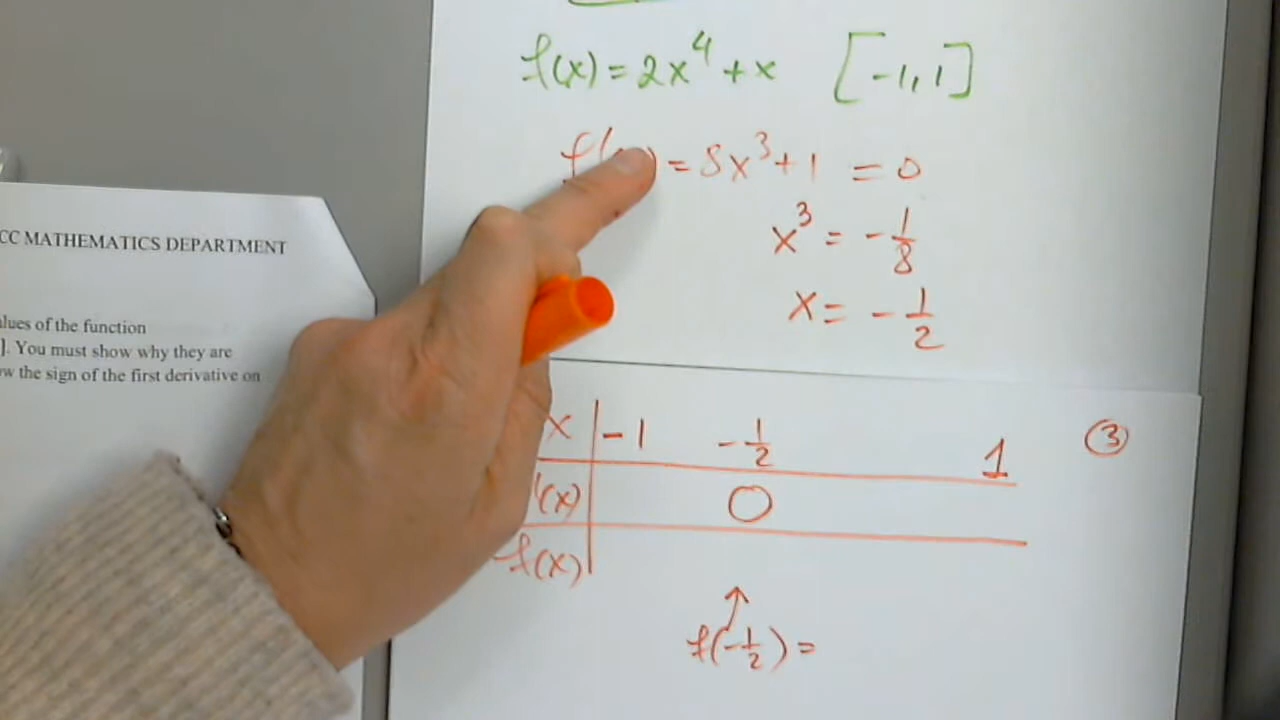 f(x) = 2x⁴ + x [-1, 1]
= 8x³ + 1 = 0
x³ = - 1/8
x = - 1/2
CC MATHEMATICS DEPARTMENT
of the function
]. You must show why they are
the sign of the first derivative on
x -1 - 1/2 1 ③
(x) 0
f(x)
↑
f(- 1/2) =